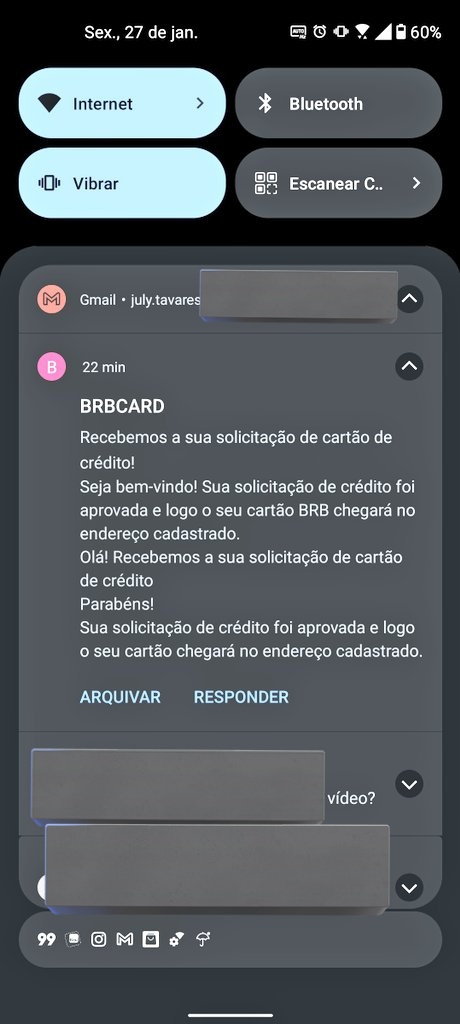 Sex., 27 de jan.
60%
Internet
Bluetooth
Vibrar
Escanear C..
Gmail • july.tavares
B
22 min
BRBCARD
Recebemos a sua solicitação de cartão de
crédito!
Seja bem-vindo! Sua solicitação de crédito foi
aprovada e logo o seu cartão BRB chegará no
endereço cadastrado.
Olá! Recebemos a sua solicitação de cartão
de crédito
Parabéns!
Sua solicitação de crédito foi aprovada e logo
o seu cartão chegará no endereço cadastrado.
ARQUIVAR RESPONDER
vídeo?
99